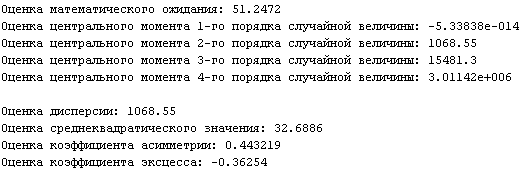 Оценка математического ожидания: 51.2472
Оценка центрального момента 1-го порядка случайной величины: -5.33838e-014
Оценка центрального момента 2-го порядка случайной величины: 1068.55
Оценка центрального момента 3-го порядка случайной величины: 15481.3
Оценка центрального момента 4-го порядка случайной величины: 3.01142e+006
Оценка дисперсии: 1068.55
Оценка среднеквадратического значения: 32.6886
Оценка коэффициента асимметрии: 0.443219
Оценка коэффициента эксцесса: -0.36254